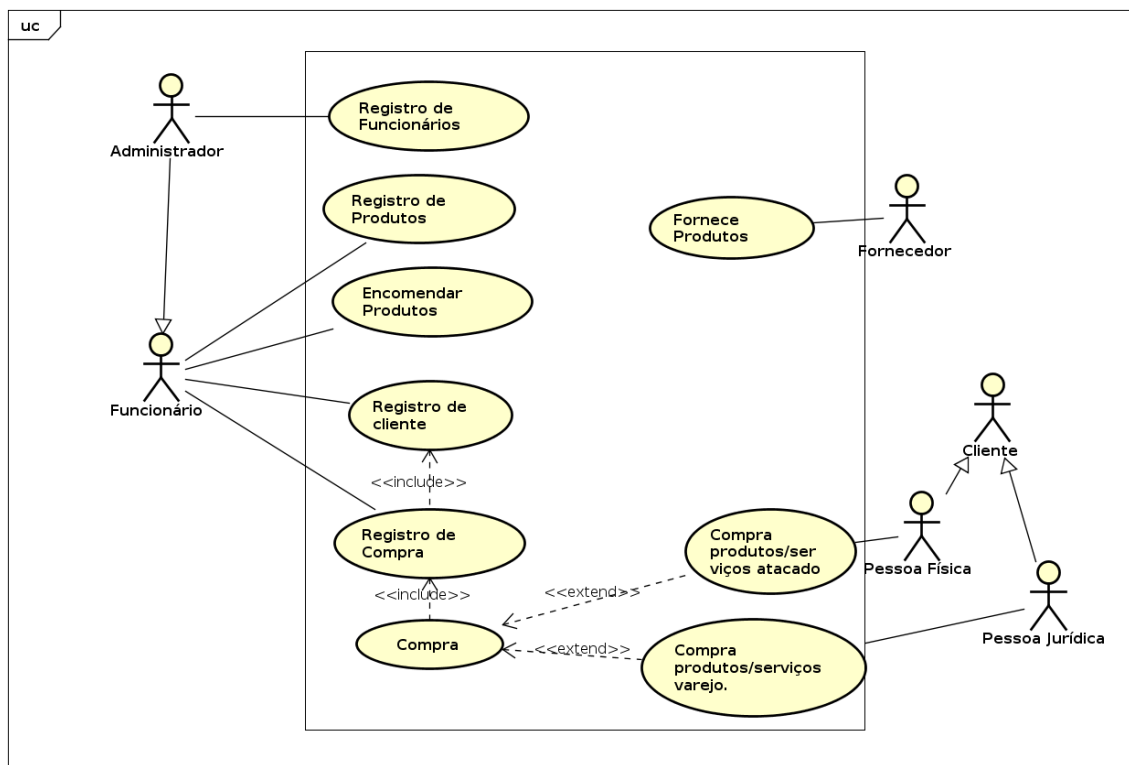 uc
Registro de
Funcionários
Administrador
Registro de
Produtos
Fornece
Produtos
Fornecedor
Encomendar
Produtos
Funcionário
Registro de
cliente
Cliente
<<include>>
Registro de
Compra
Compra
produtos/ser
viços atacado
Pessoa Física
<<include>>
<<extend>>
Pessoa Jurídica
Compra
<<extend>>
Compra
produtos/serviços
varejo.